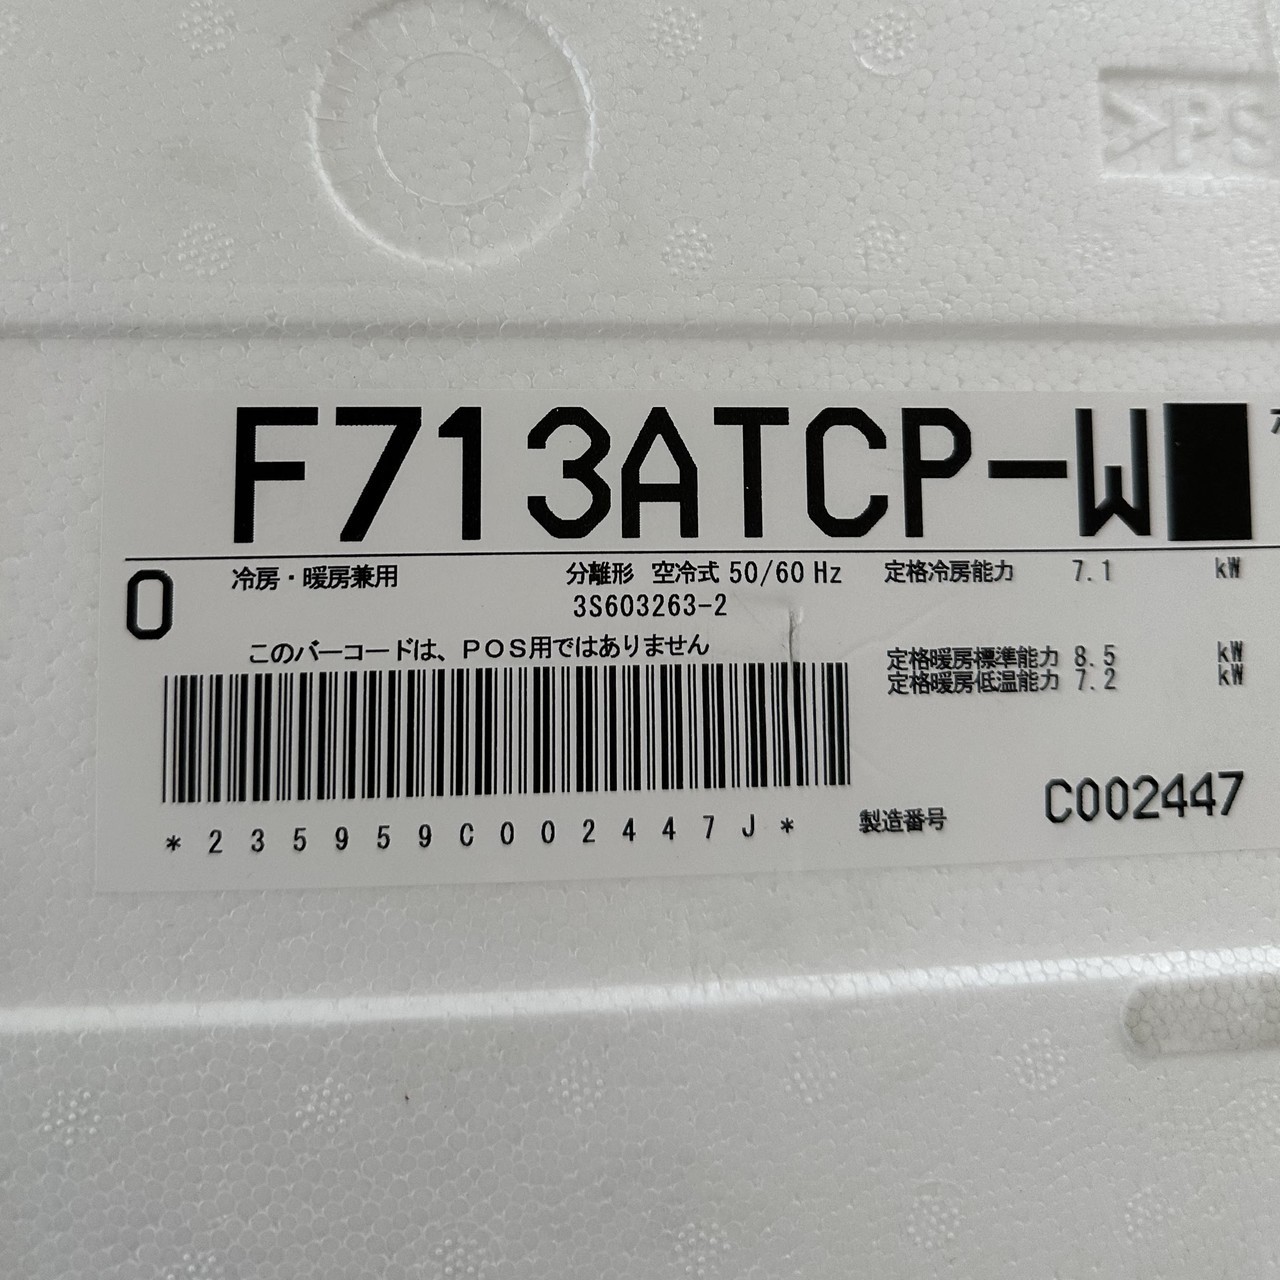 >PS<
F713ATCP-W
0
冷房・暖房兼用 分離形 空冷式 50/60 Hz 定格冷房能力 7.1 kW
3S603263-2
このバーコードは、POS用ではありません
定格暖房標準能力 8.5 kW
定格暖房低温能力 7.2 kW
*235959C002447J*
製造番号 C002447